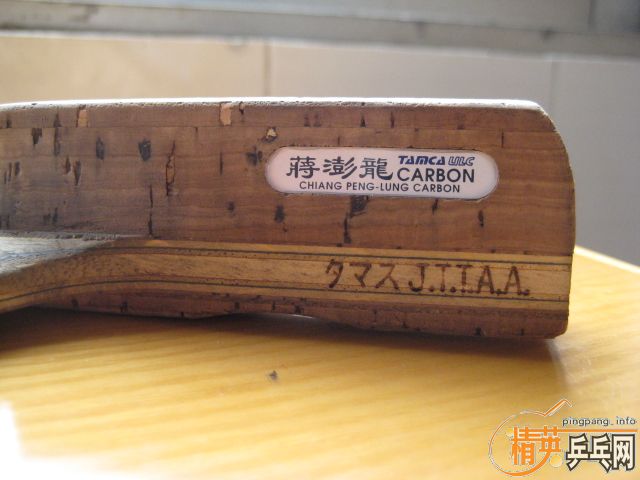 蔣澎龍 TAMCA ULC CARBON
CHIANG PENG-LUNG CARBON
タマス J.T.T.A.A.
pingpang.info
精英乒乓网